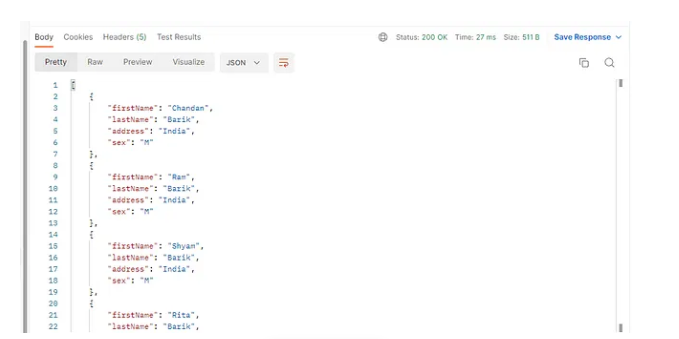 Body Cookies Headers (5) Test Results Status: 200 OK Time: 27 ms Size: 511 B Save Response
Pretty Raw Preview Visualize JSON
1 [
2 {
3 "firstName": "Chandan",
4 "lastName": "Barik",
5 "address": "India",
6 "sex": "M"
7 },
8 {
9 "firstName": "Ram",
10 "lastName": "Barik",
11 "address": "India",
12 "sex": "M"
13 },
14 {
15 "firstName": "Shyam",
16 "lastName": "Barik",
17 "address": "India",
18 "sex": "M"
19 },
20 {
21 "firstName": "Rita",
22 "lastName": "Barik",